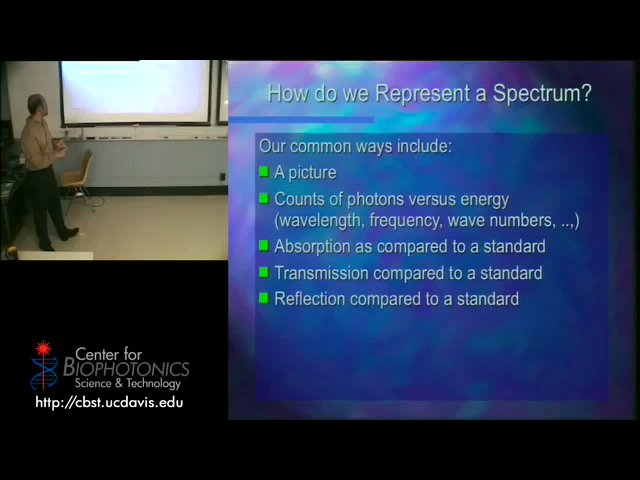 How do we Represent a Spectrum?
Our common ways include:
A picture
Counts of photons versus energy
(wavelength, frequency, wave numbers, ..,)
Absorption as compared to a standard
Transmission compared to a standard
Reflection compared to a standard
Center for
BIOPHOTONICS
Science & Technology
http://cbst.ucdavis.edu